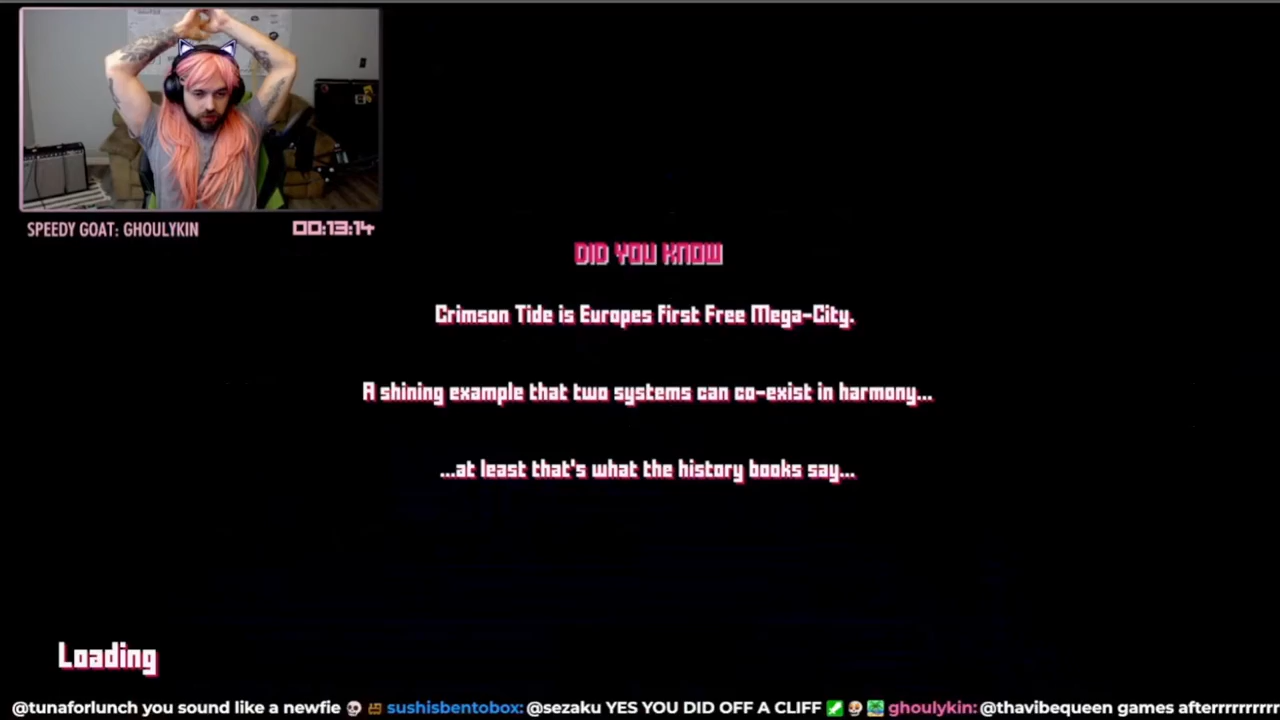 SPEEDY GOAT: GHOULYKIN 00:13:14
DID YOU KNOW
Crimson Tide is Europes First Free Mega-City.
A shining example that two systems can co-exist in harmony...
...at least that's what the history books say...
Loading
@tunaforlunch you sound like a newfie 💀 sushisbentobox: @sezaku YES YOU DID OFF A CLIFF ghoulykin: @thavibequeen games afterrrrrrrrr